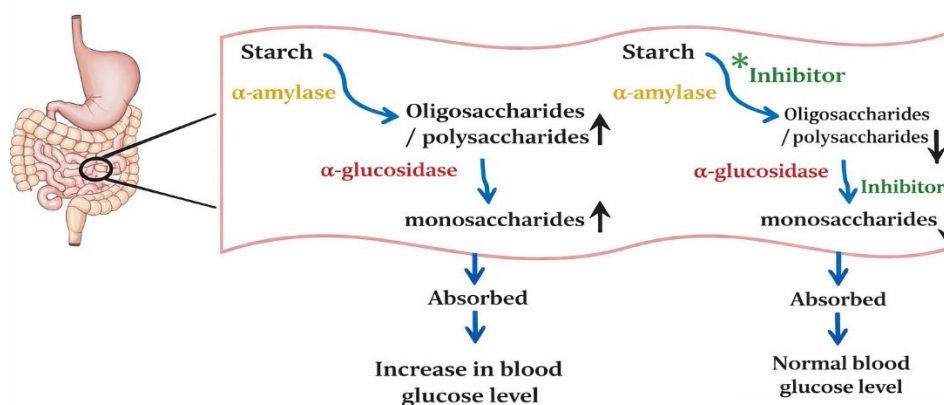 Starch
α-amylase
Oligosaccharides
/ polysaccharides
α-glucosidase
monosaccharides
Absorbed
Increase in blood
glucose level
Starch
*Inhibitor
α-amylase
Oligosaccharides
/polysaccharides
α-glucosidase
Inhibitor
monosaccharides
Absorbed
Normal blood
glucose level